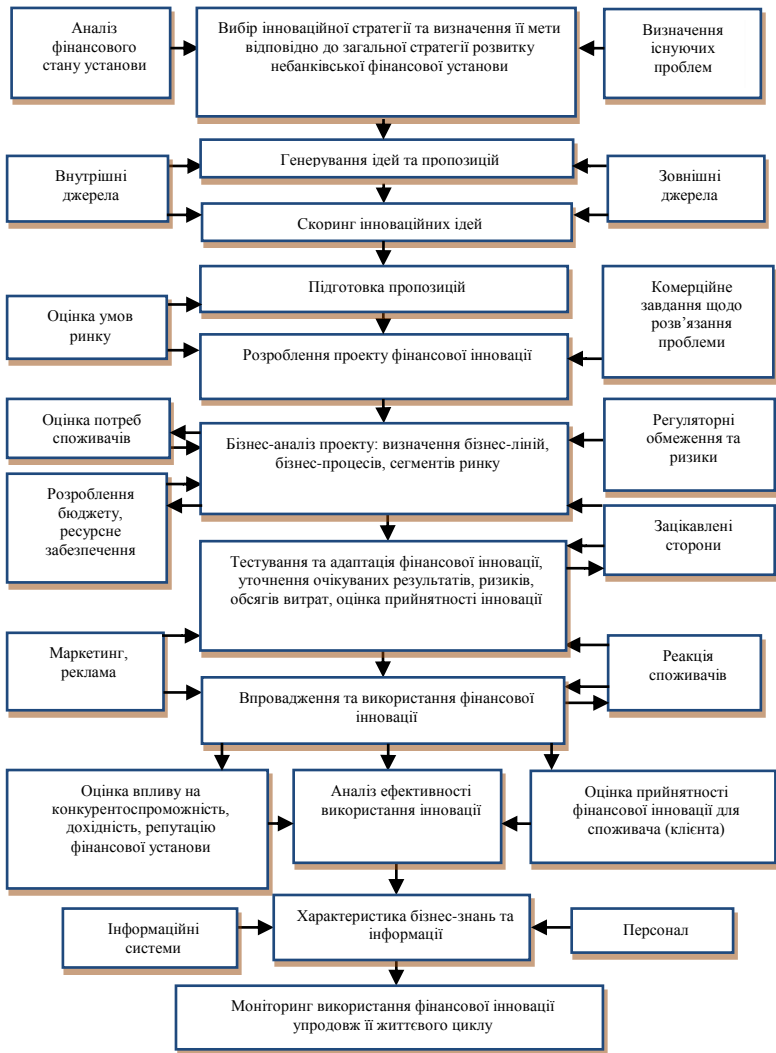 Аналіз
фінансового
стану установи
Вибір інноваційної стратегії та визначення її мети
відповідно до загальної стратегії розвитку
небанківської фінансової установи
Визначення
існуючих
проблем
Генерування ідей та пропозицій
Внутрішні
джерела
Зовнішні
джерела
Скоринг інноваційних ідей
Підготовка пропозицій
Оцінка умов
ринку
Комерційне
завдання щодо
розв’язання
проблеми
Розроблення проекту фінансової інновації
Оцінка потреб
споживачів
Бізнес-аналіз проекту: визначення бізнес-ліній,
бізнес-процесів, сегментів ринку
Регуляторні
обмеження та
ризики
Розроблення
бюджету,
ресурсне
забезпечення
Зацікавлені
сторони
Тестування та адаптація фінансової інновації,
уточнення очікуваних результатів, ризиків,
обсягів витрат, оцінка прийнятності інновації
Маркетинг,
реклама
Реакція
споживачів
Впровадження та використання фінансової
інновації
Оцінка впливу на
конкурентоспроможність,
дохідність, репутацію
фінансової установи
Аналіз ефективності
використання інновації
Оцінка прийнятності
фінансової інновації для
споживача (клієнта)
Інформаційні
системи
Характеристика бізнес-знань та
інформації
Персонал
Моніторинг використання фінансової інновації
упродовж її життєвого циклу